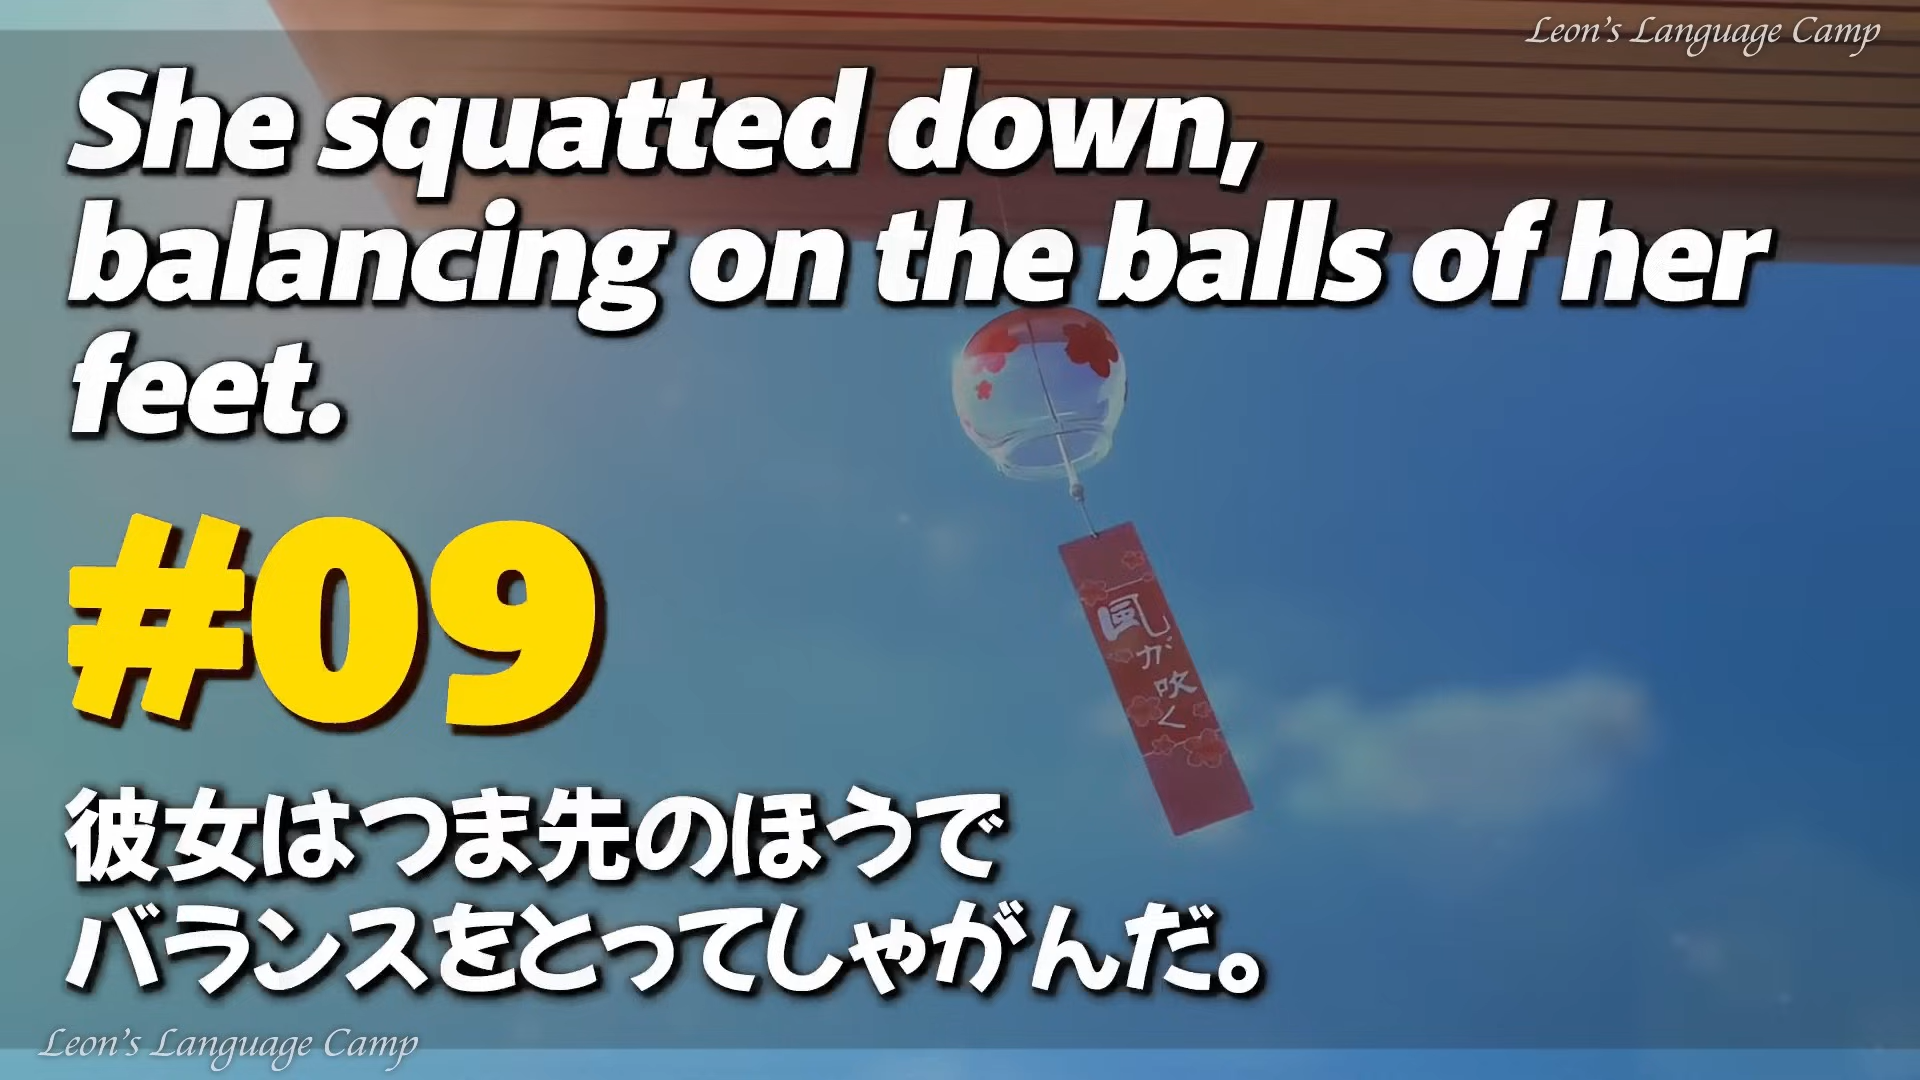 Leon's Language Camp
She squatted down,
balancing on the balls of her
feet.
#09
風が吹く
彼女はつま先のほうで
バランスをとってしゃがんだ。
Leon's Language Camp